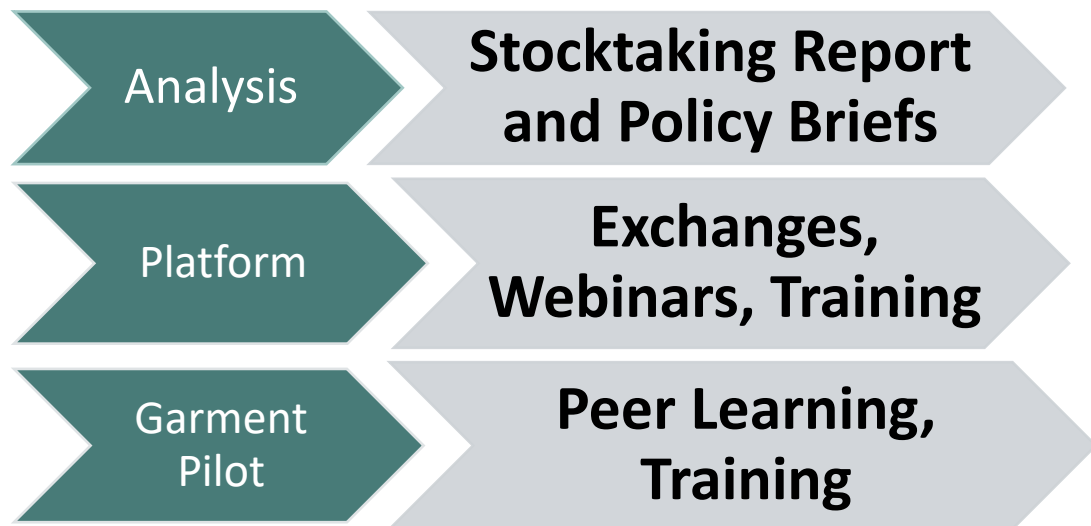 Analysis
Stocktaking Report
and Policy Briefs
Platform
Exchanges,
Webinars, Training
Garment
Pilot
Peer Learning,
Training